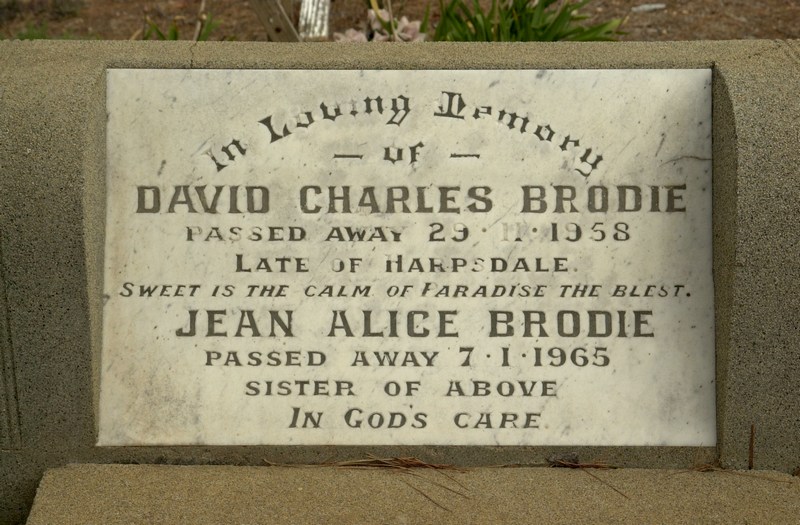 In Loving Memory
— of —
DAVID CHARLES BRODIE
PASSED AWAY 29·11·1958
LATE OF HARPSDALE.
SWEET IS THE CALM OF PARADISE THE BLEST.
JEAN ALICE BRODIE
PASSED AWAY 7·1·1965
SISTER OF ABOVE
IN GOD'S CARE